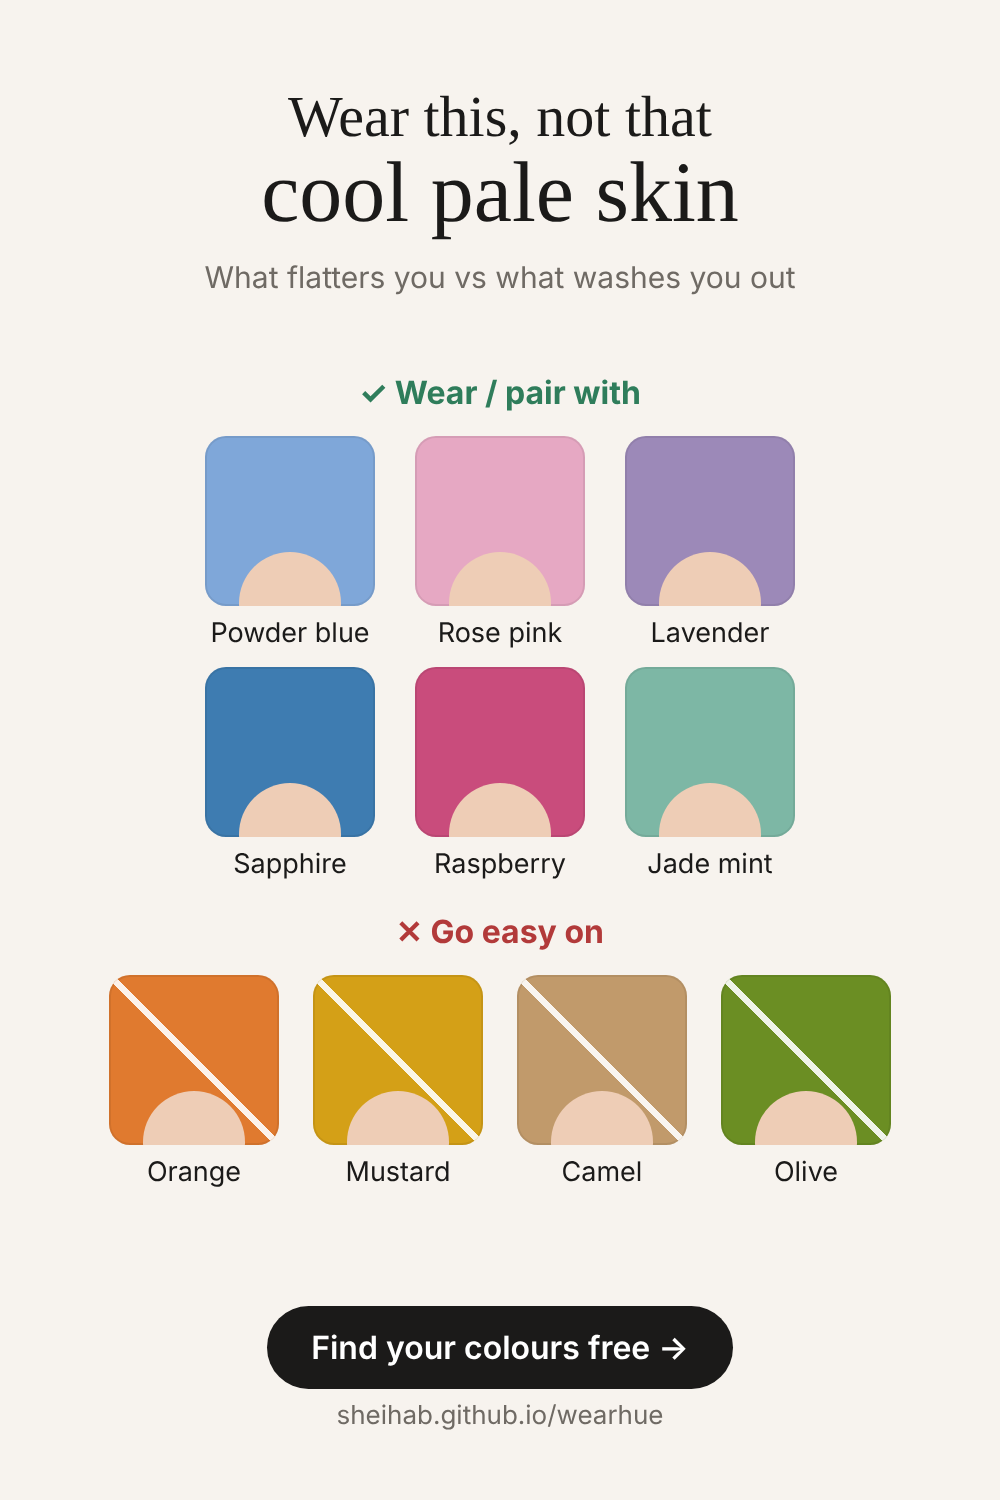 Wear this, not that
cool pale skin
What flatters you vs what washes you out
✓ Wear / pair with
Powder blue
Rose pink
Lavender
Sapphire
Raspberry
Jade mint
✕ Go easy on
Orange
Mustard
Camel
Olive
Find your colours free →
sheihab.github.io/wearhue